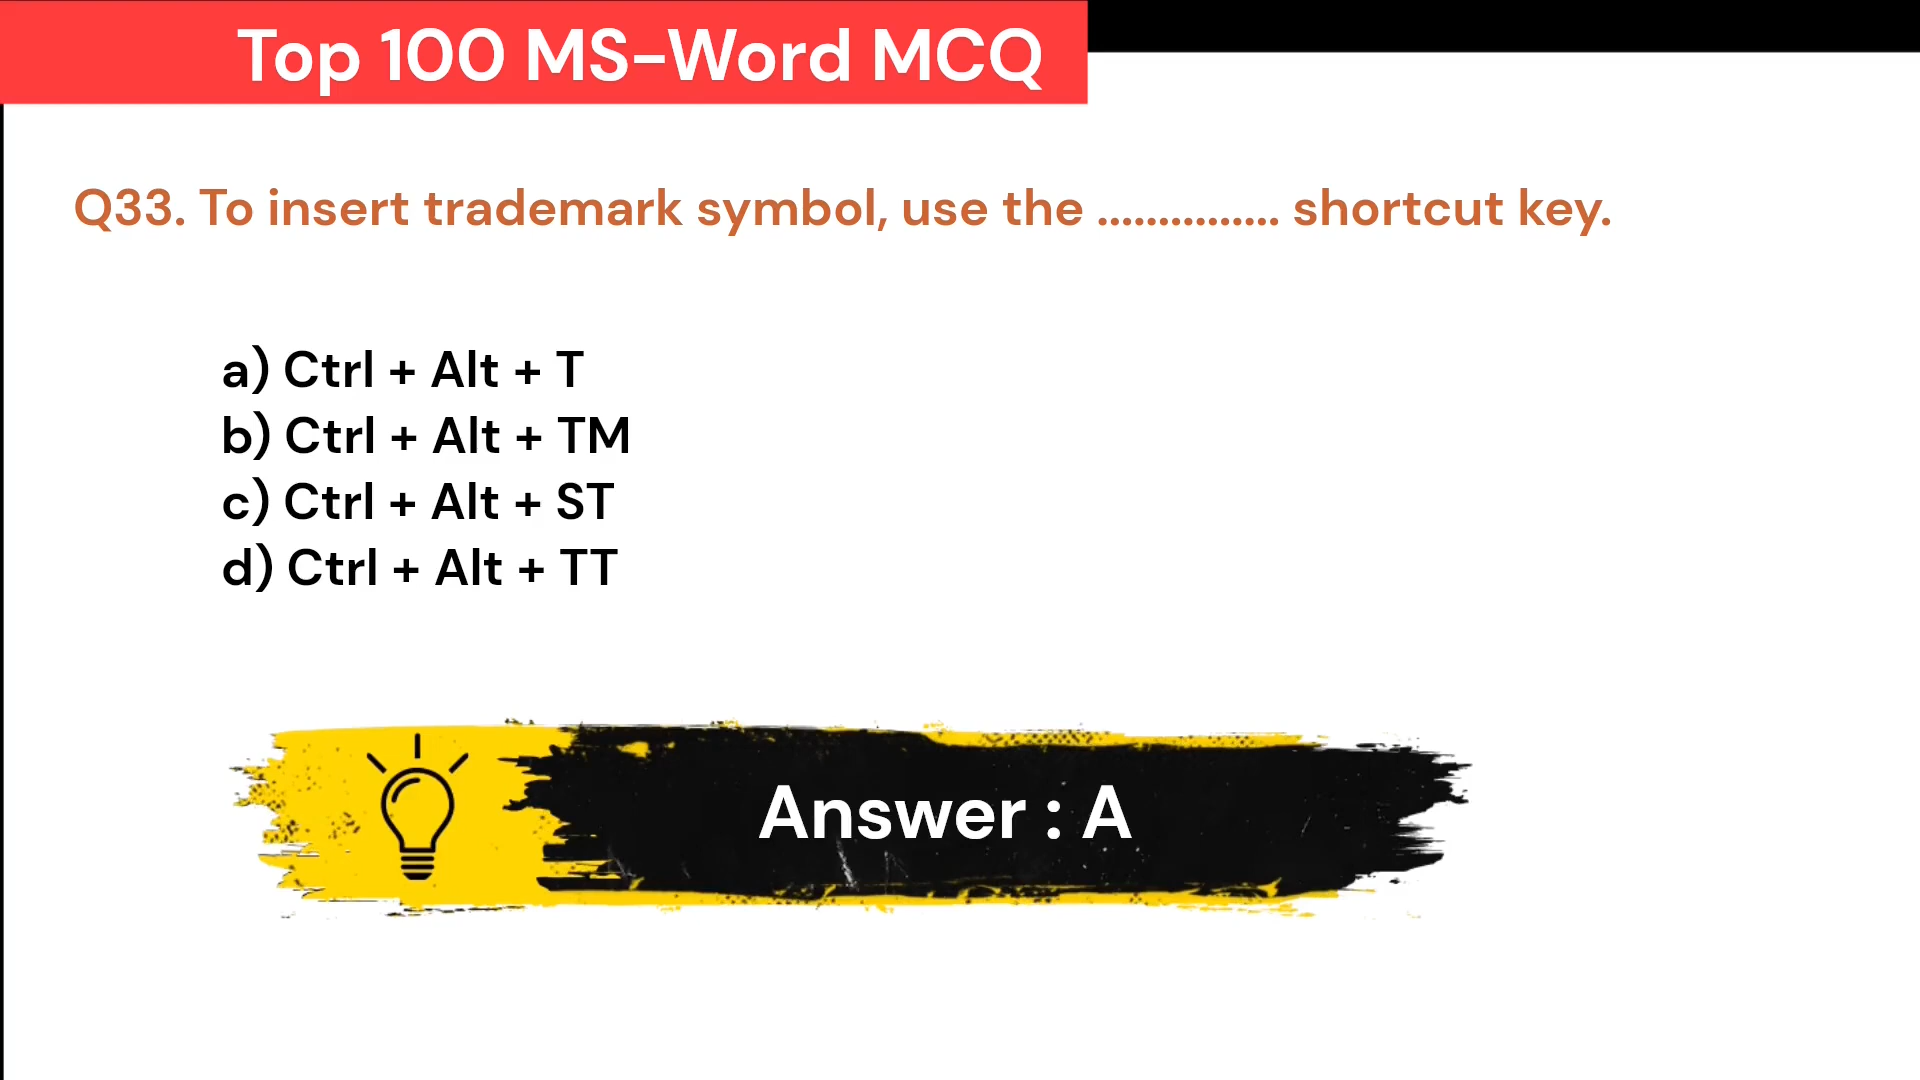 Top 100 MS-Word MCQ
Q33. To insert trademark symbol, use the ............... shortcut key.
a) Ctrl + Alt + T
b) Ctrl + Alt + TM
c) Ctrl + Alt + ST
d) Ctrl + Alt + TT
Answer : A